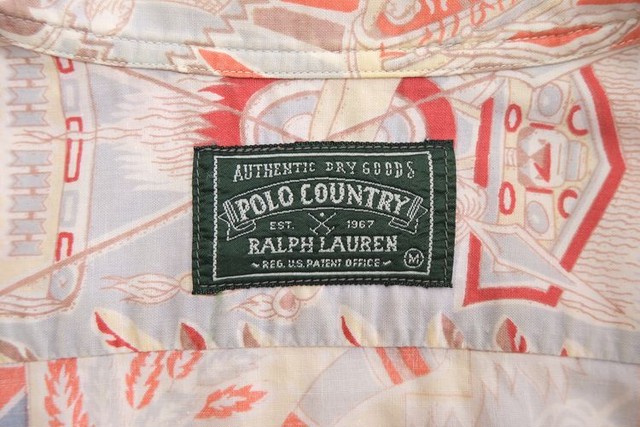 AUTHENTIC DRY GOODS
POLO COUNTRY
EST. 1967
RALPH LAUREN
~ REG. U.S. PATENT OFFICE ~ M